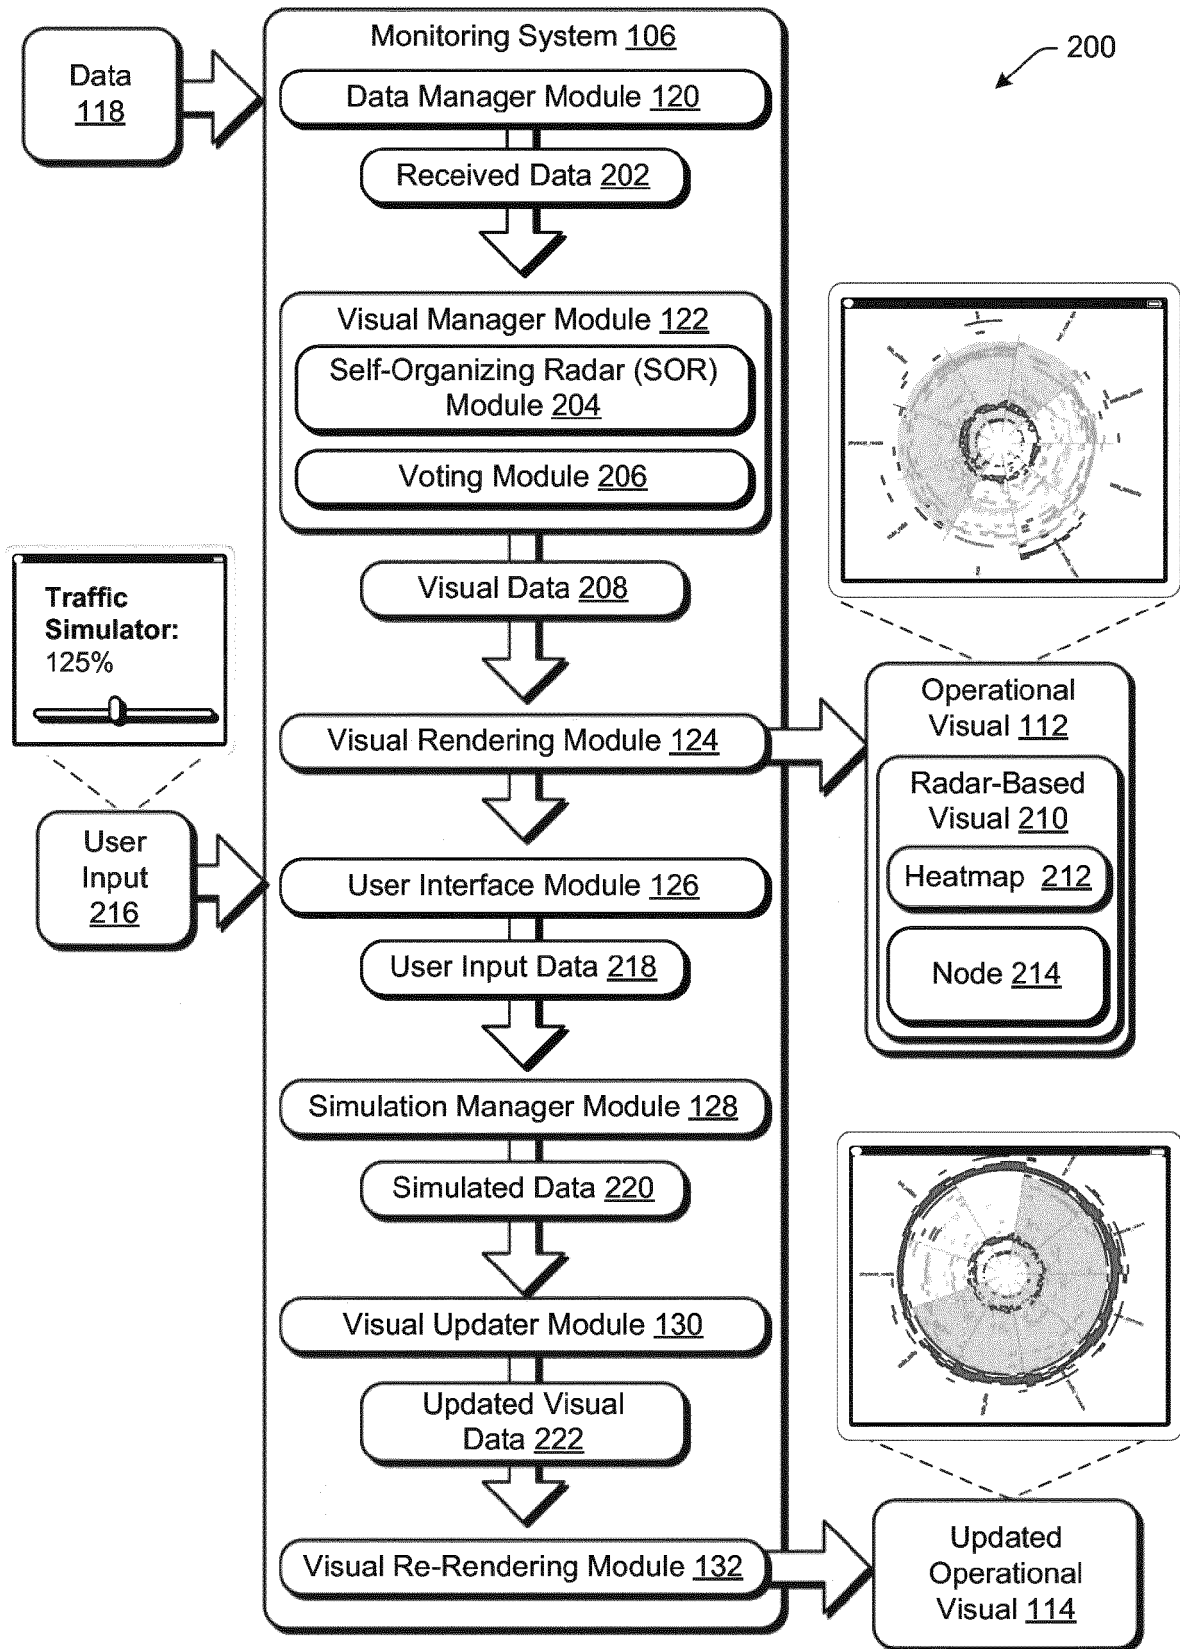 200
Data
118
Monitoring System 106
Data Manager Module 120
Received Data 202
Visual Manager Module 122
Self-Organizing Radar (SOR)
Module 204
Voting Module 206
Visual Data 208
Traffic
Simulator:
125%
Visual Rendering Module 124
Operational
Visual 112
Radar-Based
Visual 210
Heatmap 212
Node 214
User
Input
216
User Interface Module 126
User Input Data 218
Simulation Manager Module 128
Simulated Data 220
Visual Updater Module 130
Updated Visual
Data 222
Visual Re-Rendering Module 132
Updated
Operational
Visual 114